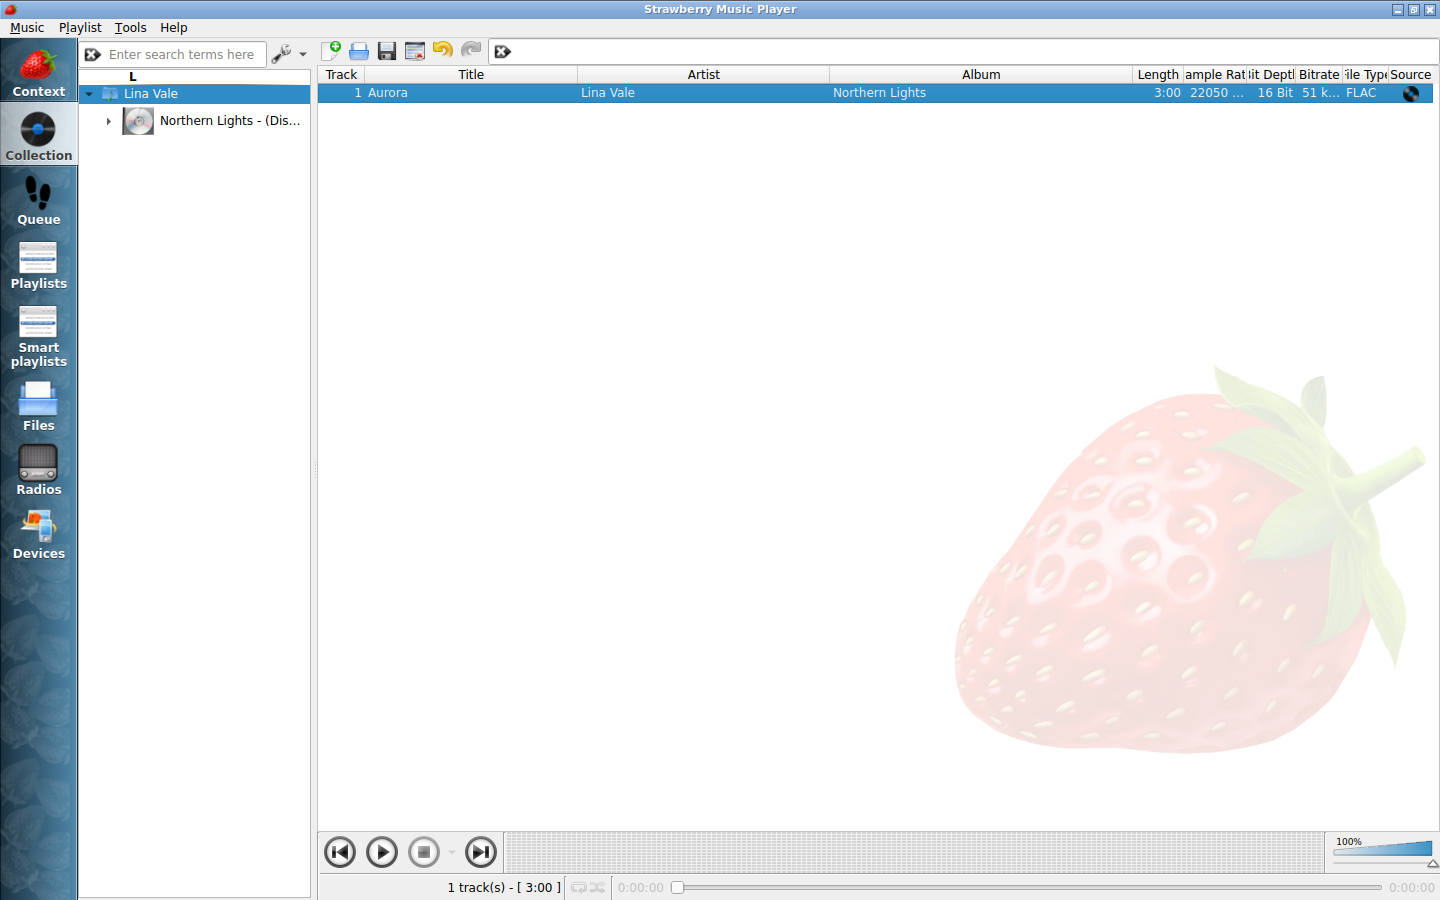 Strawberry Music Player
Music Playlist Tools Help
Context
Collection
Queue
Playlists
Smart
playlists
Files
Radios
Devices
Enter search terms here
L
Lina Vale
Northern Lights - (Dis...
Track Title Artist Album Length ample Rat it Dept Bitrate ile Type Source
1 Aurora Lina Vale Northern Lights 3:00 22050 ... 16 Bit 51 k... FLAC
100%
1 track(s) - [ 3:00 ]
0:00:00
0:00:00